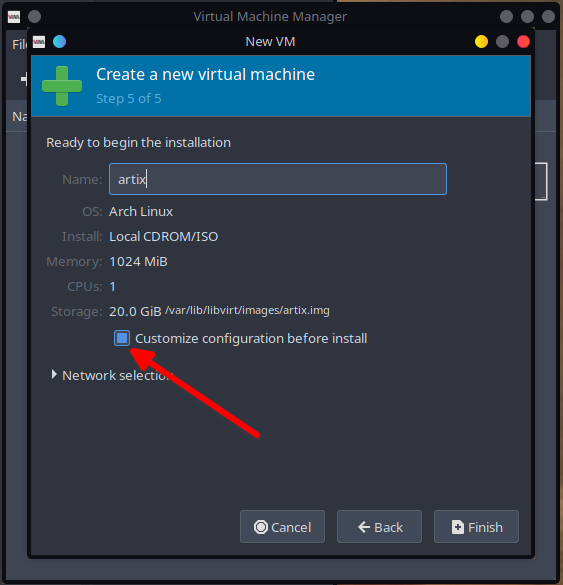 Virtual Machine Manager
New VM
Create a new virtual machine
Step 5 of 5
Ready to begin the installation
Name: artix
OS: Arch Linux
Install: Local CDROM/ISO
Memory: 1024 MiB
CPUs: 1
Storage: 20.0 GiB /var/lib/libvirt/images/artix.img
Customize configuration before install
Network selection
Cancel Back Finish